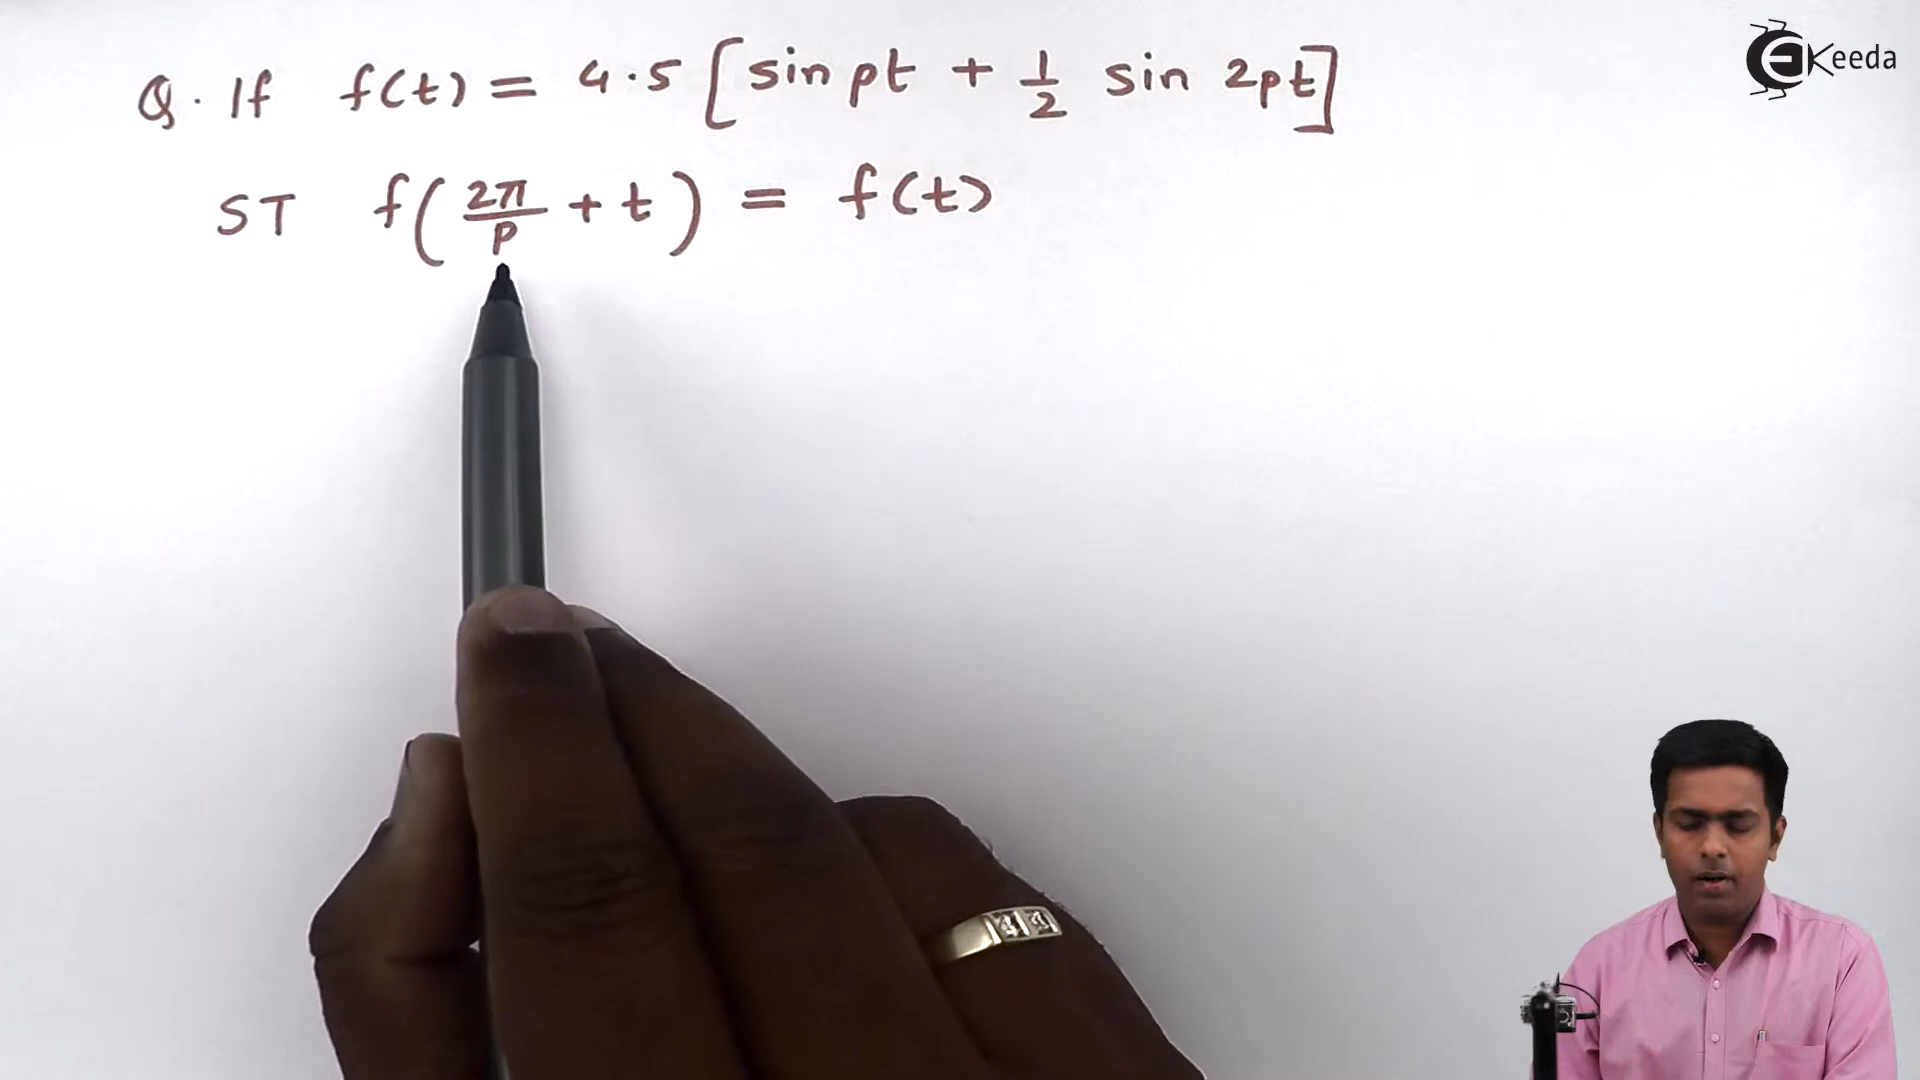 Q. If f(t) = 4.5 [sin pt + 1/2 sin 2pt]
ST f(2π/p + t) = f(t)
EKeeda